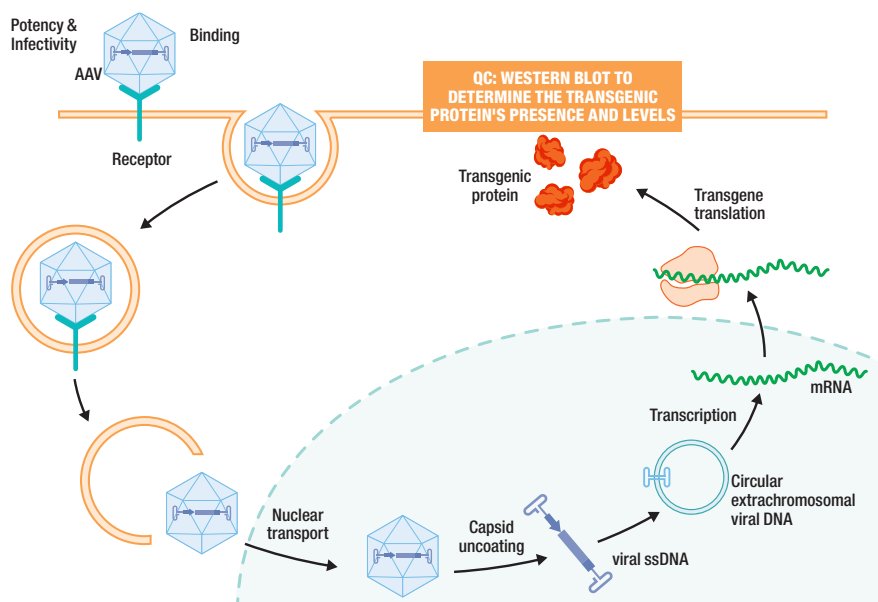 Potency &
Infectivity
Binding
AAV
Receptor
QC: WESTERN BLOT TO
DETERMINE THE TRANSGENIC
PROTEIN'S PRESENCE AND LEVELS
Transgenic
protein
Transgene
translation
mRNA
Transcription
Circular
extrachromosomal
viral DNA
Nuclear
transport
Capsid
uncoating
viral ssDNA